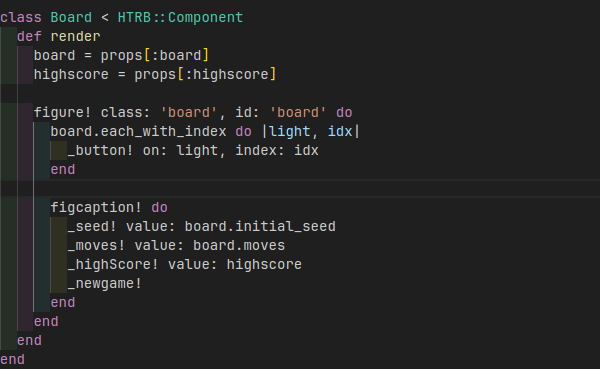 class Board < HTRB::Component
  def render
    board = props[:board]
    highscore = props[:highscore]

    figure! class: 'board', id: 'board' do
      board.each_with_index do |light, idx|
        _button! on: light, index: idx
      end

      figcaption! do
        _seed! value: board.initial_seed
        _moves! value: board.moves
        _highScore! value: highscore
        _newgame!
      end
    end
  end
end